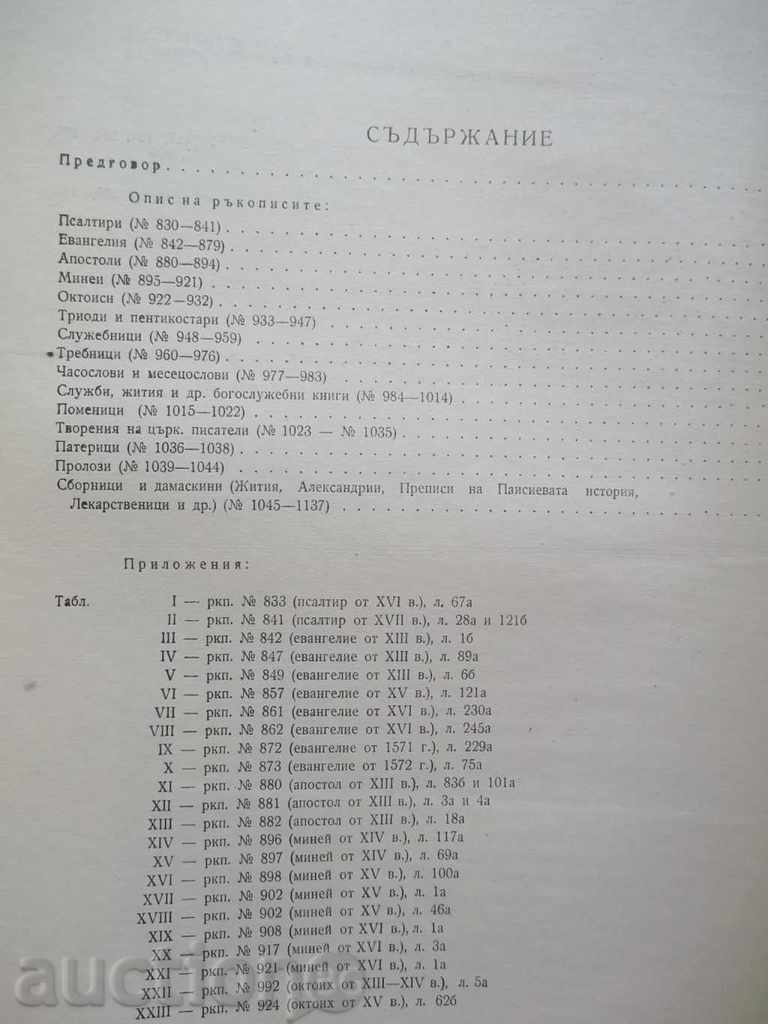 СЪДЪРЖАНИЕ
Предговор
Опис на ръкописите:
Псалтири (№ 830—841)
Евангелия (№ 842—879)
Апостоли (№ 880—894)
Минеи (№ 895—921)
Октоиси (№ 922—932)
Триоди и пентикостари (№ 933—947)
Служебници (№ 948—959)
Требници (№ 960—976)
Часослови и месецослови (№ 977—983)
Служби, жития и др. богослужебни книги (№ 984—1014)
Поменици (№ 1015—1022)
Творения на църк. писатели (№ 1023 — № 1035)
Патерици (№ 1036—1038)
Пролози (№ 1039—1044)
Сборници и дамаскини (Жития, Александрии, Преписи на Паисиевата история,
Лекарственици и др.) (№ 1045—1137)
Приложения:
Табл. I — ркп. № 833 (псалтир от XVI в.), л. 67а
II — ркп. № 841 (псалтир от XVII в.), л. 28а и 121б
III — ркп. № 842 (евангелие от XIII в.), л. 1б
IV — ркп. № 847 (евангелие от XIII в.), л. 89а
V — ркп. № 849 (евангелие от XIII в.), л. 6б
VI — ркп. № 857 (евангелие от XV в.), л. 121а
VII — ркп. № 861 (евангелие от XVI в.), л. 230а
VIII — ркп. № 862 (евангелие от XVI в.), л. 245а
IX — ркп. № 872 (евангелие от 1571 г.), л. 229а
X — ркп. № 873 (евангелие от 1572 г.), л. 75а
XI — ркп. № 880 (апостол от XIII в.), л. 83б и 101а
XII — ркп. № 881 (апостол от XIII в.), л. 3а и 4а
XIII — ркп. № 882 (апостол от XIII в.), л. 18а
XIV — ркп. № 896 (миней от XIV в.), л. 117а
XV — ркп. № 897 (миней от XIV в.), л. 69а
XVI — ркп. № 898 (миней от XV в.), л. 100а
XVII — ркп. № 902 (миней от XV в.), л. 1а
XVIII — ркп. № 902 (миней от XV в.), л. 46а
XIX — ркп. № 908 (миней от XVI в.), л. 1а
XX — ркп. № 917 (миней от XVI в.), л. 3а
XXI — ркп. № 921 (миней от XVI в.), л. 1а
XXII — ркп. № 992 (октоих от XIII—XIV в.), л. 5а
XXIII — ркп. № 924 (октоих от XV в.), л. 62б